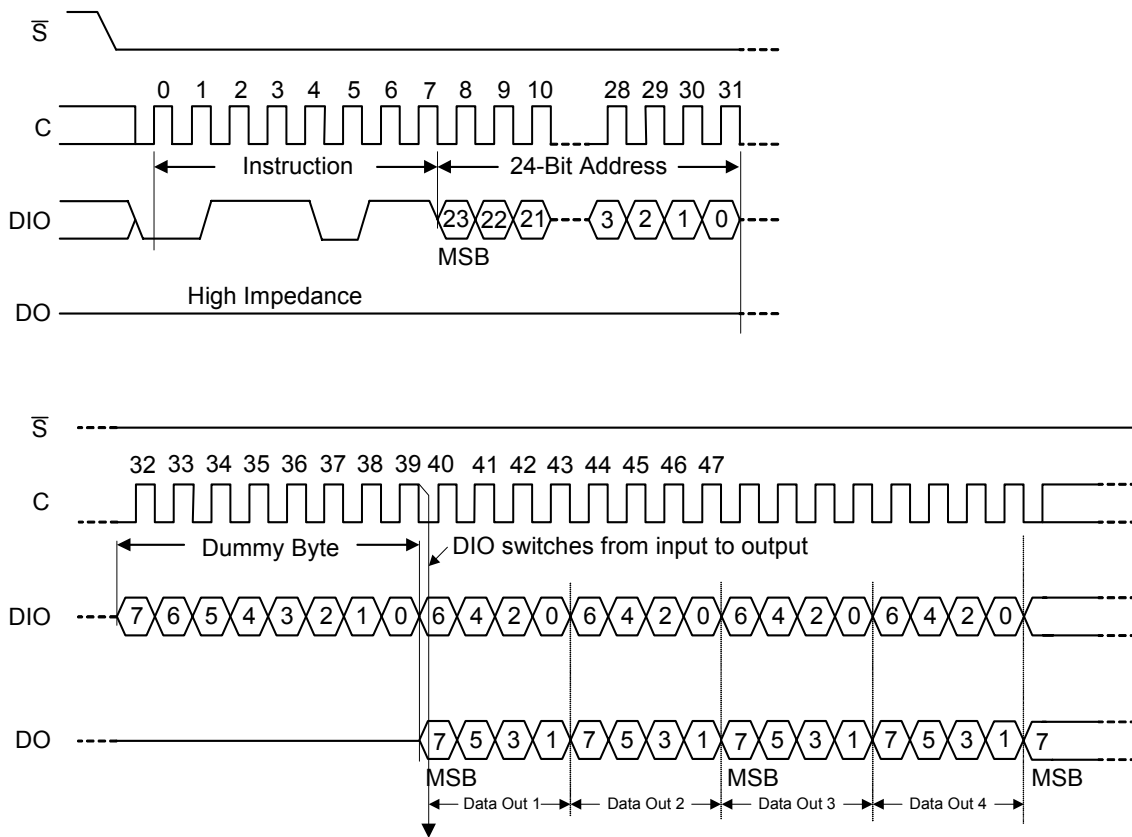 S
0 1 2 3 4 5 6 7 8 9 10 28 29 30 31
C
Instruction 24-Bit Address
DIO 23 22 21 3 2 1 0
MSB
High Impedance
DO
S
32 33 34 35 36 37 38 39 40 41 42 43 44 45 46 47
C
Dummy Byte DIO switches from input to output
DIO 7 6 5 4 3 2 1 0 6 4 2 0 6 4 2 0 6 4 2 0 6 4 2 0
DO 7 5 3 1 7 5 3 1 7 5 3 1 7 5 3 1 7
MSB MSB MSB
Data Out 1 Data Out 2 Data Out 3 Data Out 4